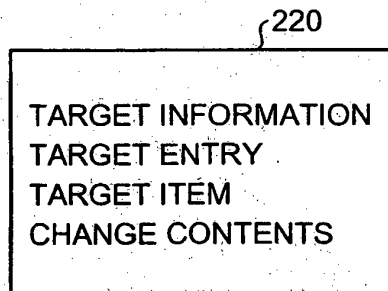 220
TARGET INFORMATION
TARGET ENTRY
TARGET ITEM
CHANGE CONTENTS